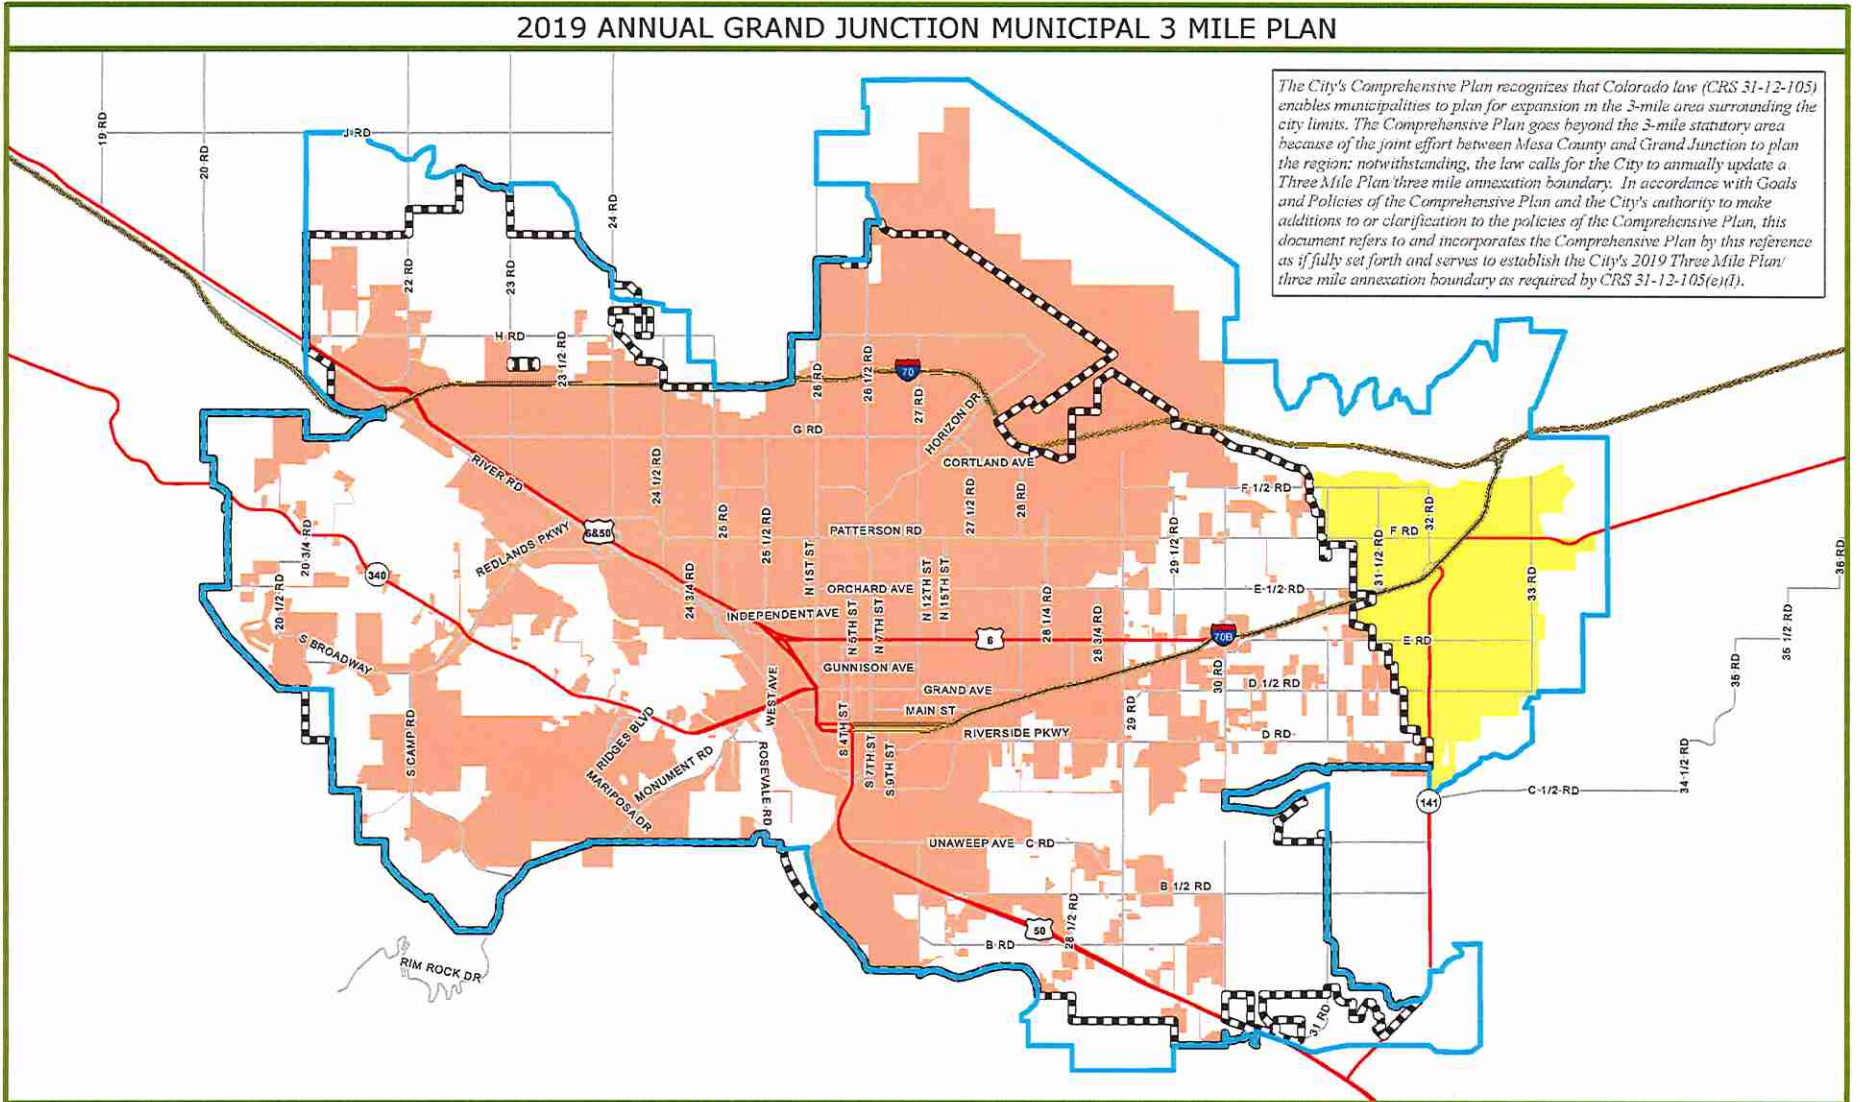 2019 ANNUAL GRAND JUNCTION MUNICIPAL 3 MILE PLAN
The City's Comprehensive Plan recognizes that Colorado law (CRS 31-12-105)
enables municipalities to plan for expansion in the 3-mile area surrounding the
city limits. The Comprehensive Plan goes beyond the 3-mile statutory area
because of the joint effort between Mesa County and Grand Junction to plan
the region; notwithstanding, the law calls for the City to annually update a
Three Mile Plan/three mile annexation boundary. In accordance with Goals
and Policies of the Comprehensive Plan and the City's authority to make
additions to or clarification to the policies of the Comprehensive Plan, this
document refers to and incorporates the Comprehensive Plan by this reference
as if fully set forth and serves to establish the City's 2019 Three Mile Plan/
three mile annexation boundary as required by CRS 31-12-105(e)(I).
19 RD
20 RD
J RD
22 RD
23 RD
24 RD
H RD
23 1/2 RD
26 RD
26 1/2 RD
70
27 RD
HORIZON DR
G RD
CORTLAND AVE
RIVER RD
24 1/2 RD
25 RD
25 1/2 RD
27 1/2 RD
28 RD
F 1/2 RD
PATTERSON RD
6&50
REDLANDS PKWY
20 3/4 RD
340
20 1/2 RD
29 1/2 RD
F RD
31 1/2 RD
32 RD
33 RD
36 RD
N 1ST ST
ORCHARD AVE
N 12TH ST
N 15TH ST
E 1/2 RD
24 3/4 RD
INDEPENDENT AVE
N 5TH ST
N 7TH ST
28 1/4 RD
28 3/4 RD
6
70B
E RD
35 1/2 RD
35 RD
S BROADWAY
GUNNISON AVE
GRAND AVE
30 RD
D 1/2 RD
WEST AVE
MAIN ST
29 RD
S CAMP RD
RIDGES BLVD
MONUMENT RD
MARIPOSA DR
ROSEVALE RD
S 4TH ST
S 7TH ST
S 9TH ST
RIVERSIDE PKWY
D RD
34 1/2 RD
141
C 1/2 RD
UNAWEEP AVE
C RD
B 1/2 RD
50
28 1/2 RD
B RD
RIM ROCK DR
31 RD